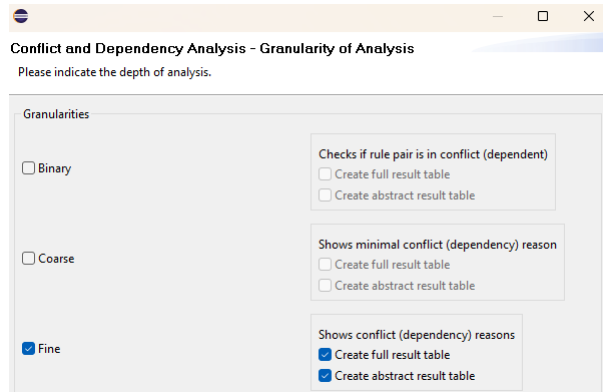 Conflict and Dependency Analysis - Granularity of Analysis
Please indicate the depth of analysis.
Granularities
Binary
Checks if rule pair is in conflict (dependent)
Create full result table
Create abstract result table
Coarse
Shows minimal conflict (dependency) reason
Create full result table
Create abstract result table
Fine
Shows conflict (dependency) reasons
Create full result table
Create abstract result table